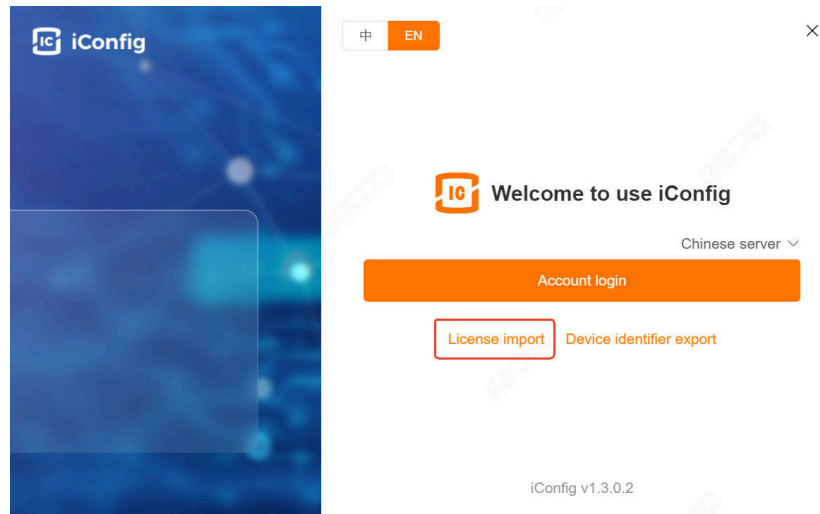 iConfig
中 EN
Welcome to use iConfig
Chinese server
Account login
License import Device identifier export
iConfig v1.3.0.2